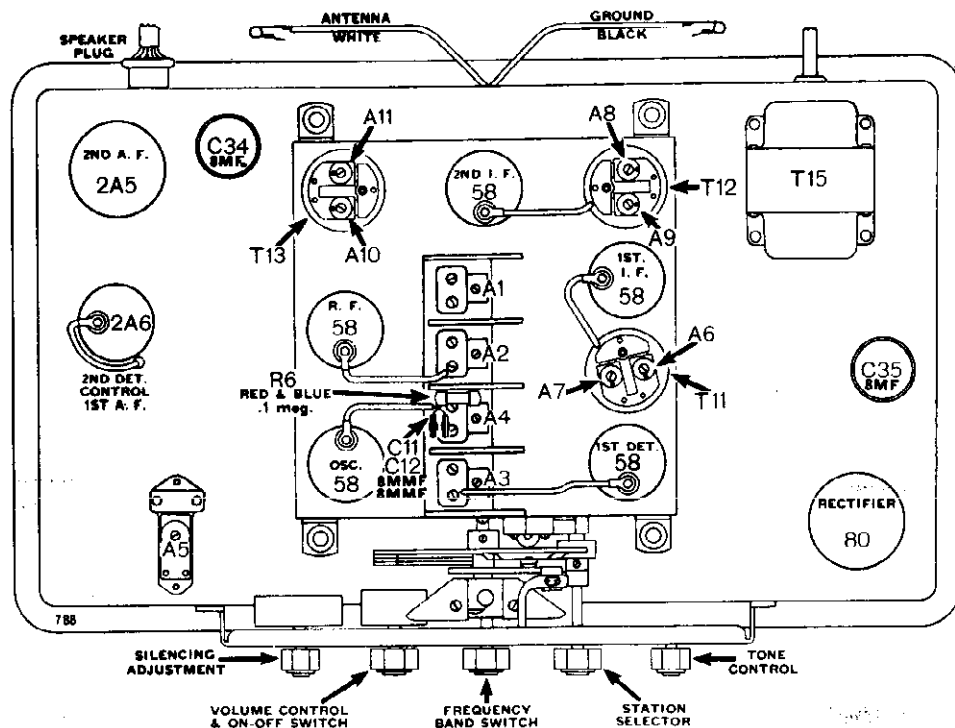 ANTENNA
WHITE
GROUND
BLACK
SPEAKER
PLUG
2ND A. F.
2A5
C34
8MF.
A11
A10
T13
2ND I. F.
58
A8
A9
T12
T15
2A6
2ND DET.
CONTROL
1ST A. F.
R. F.
58
A1
A2
A4
A3
1ST.
I. F.
58
A6
A7
T11
C35
8MF
R6
RED & BLUE
.1 meg.
C11
C12
8MMF
8MMF
OSC.
58
1ST DET.
58
RECTIFIER
80
A5
788
SILENCING
ADJUSTMENT
VOLUME CONTROL
& ON-OFF SWITCH
FREQUENCY
BAND SWITCH
STATION
SELECTOR
TONE
CONTROL